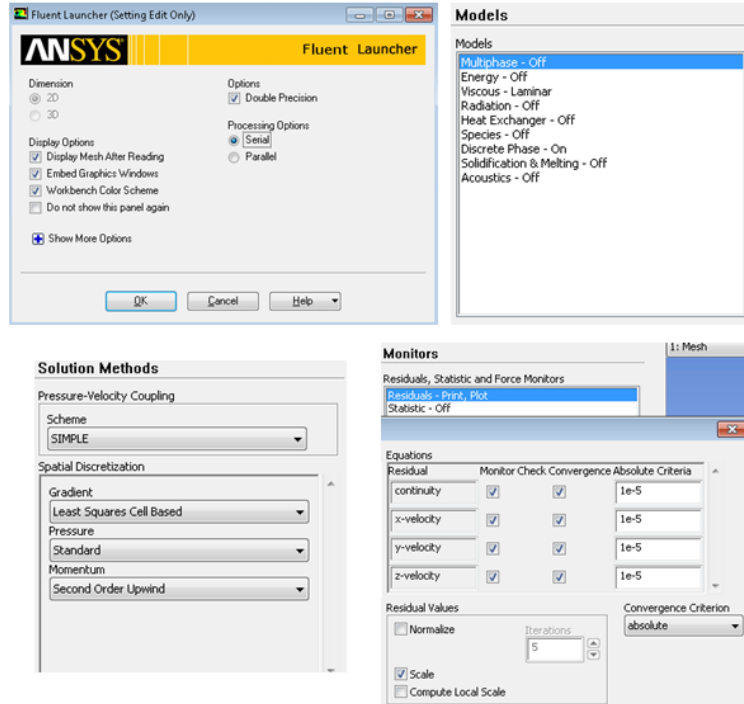 Fluent Launcher (Setting Edit Only)
ANSYS
Fluent Launcher
Dimension
2D
3D
Display Options
Display Mesh After Reading
Embed Graphics Windows
Workbench Color Scheme
Do not show this panel again
Show More Options
Options
Double Precision
Processing Options
Serial
Parallel
OK
Cancel
Help
Models
Models
Multiphase - Off
Energy - Off
Viscous - Laminar
Radiation - Off
Heat Exchanger - Off
Species - Off
Discrete Phase - On
Solidification & Melting - Off
Acoustics - Off
Solution Methods
Pressure-Velocity Coupling
Scheme
SIMPLE
Spatial Discretization
Gradient
Least Squares Cell Based
Pressure
Standard
Momentum
Second Order Upwind
Monitors
1: Mesh
Residuals, Statistic and Force Monitors
Residuals - Print, Plot
Statistic - Off
Equations
Residual Monitor Check Convergence Absolute Criteria
continuity 1e-5
x-velocity 1e-5
y-velocity 1e-5
z-velocity 1e-5
Residual Values
Normalize
Iterations
5
Scale
Compute Local Scale
Convergence Criterion
absolute